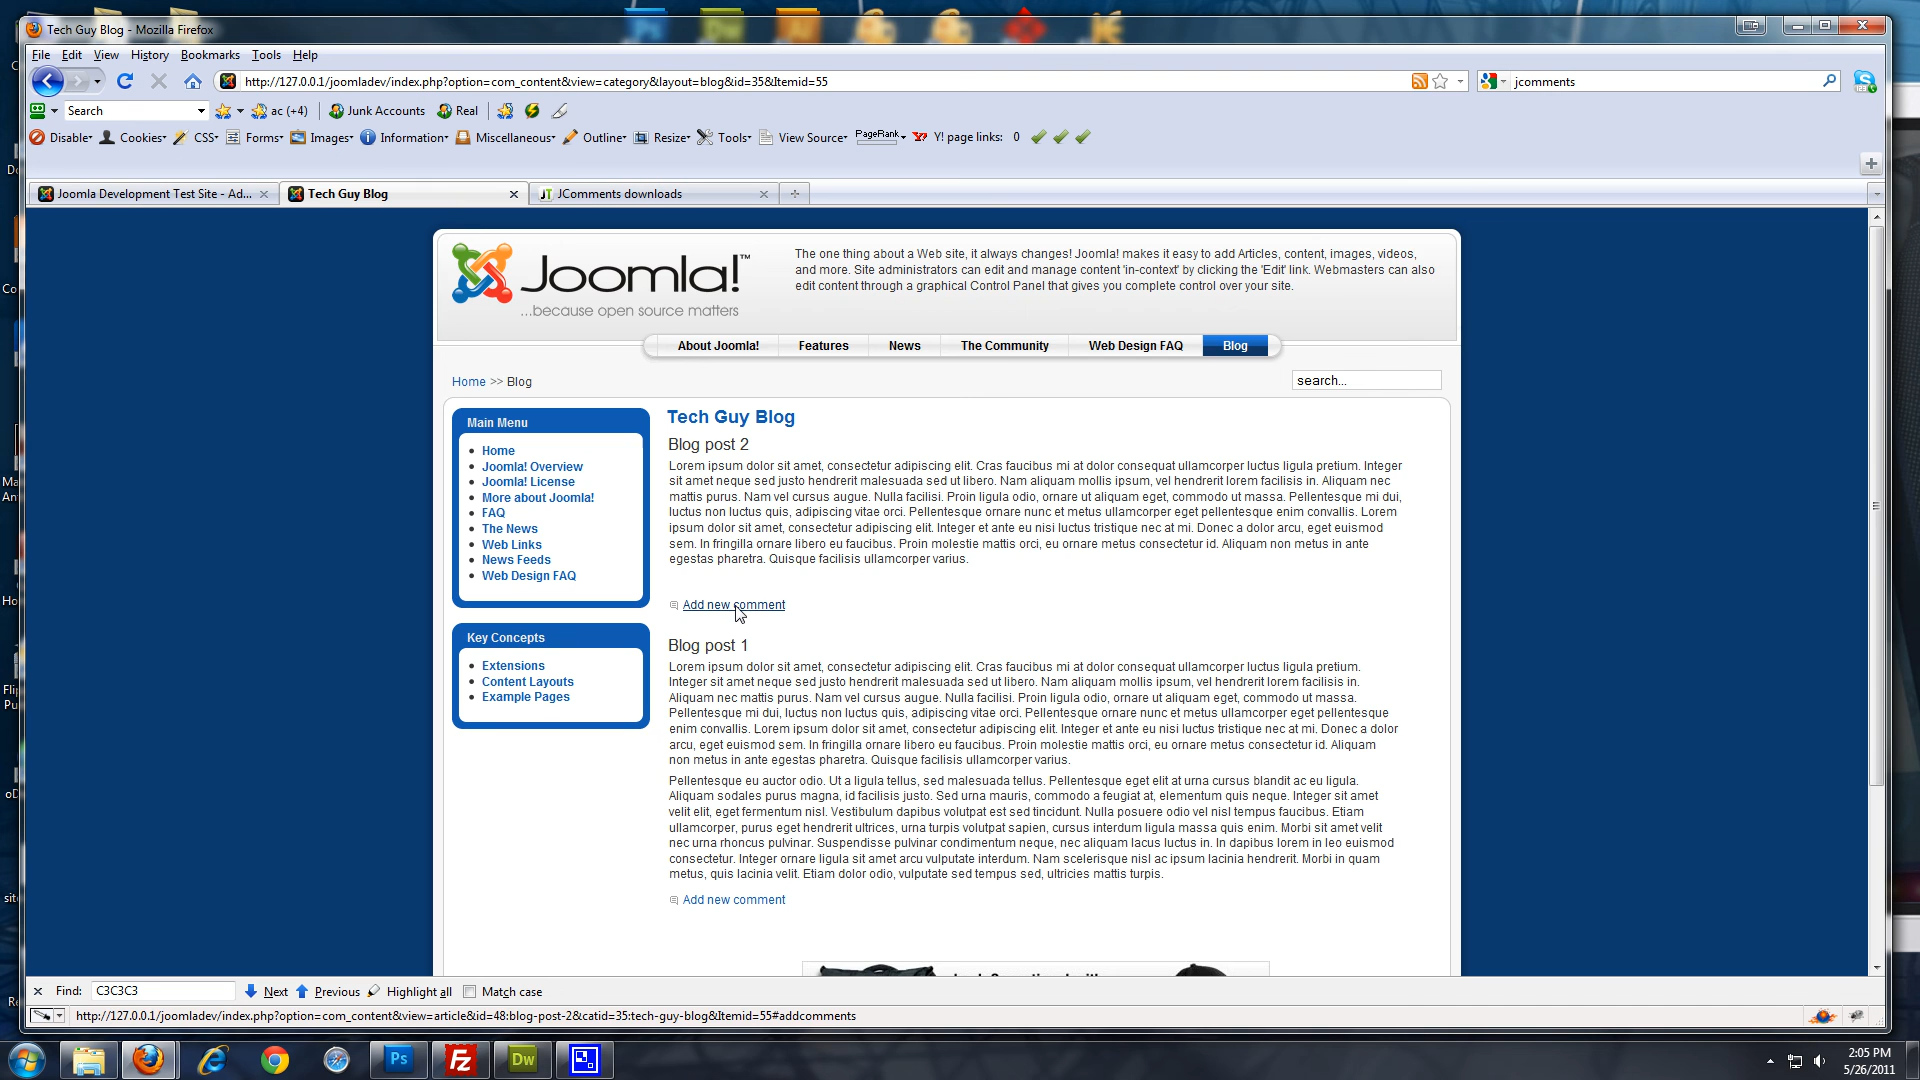 Tech Guy Blog - Mozilla Firefox
File Edit View History Bookmarks Tools Help
http://127.0.0.1/joomladev/index.php?option=com_content&view=category&layout=blog&id=35&Itemid=55
jcomments
Search ac (+4) Junk Accounts Real
Disable Cookies CSS Forms Images Information Miscellaneous Outline Resize Tools View Source PageRank Y! page links: 0
Joomla Development Test Site - Ad... Tech Guy Blog JT JComments downloads
Joomla!™
...because open source matters
The one thing about a Web site, it always changes! Joomla! makes it easy to add Articles, content, images, videos,
and more. Site administrators can edit and manage content 'in-context' by clicking the 'Edit' link. Webmasters can also
edit content through a graphical Control Panel that gives you complete control over your site.
About Joomla! Features News The Community Web Design FAQ Blog
Home >> Blog
search...
Main Menu
Home
Joomla! Overview
Joomla! License
More about Joomla!
FAQ
The News
Web Links
News Feeds
Web Design FAQ
Key Concepts
Extensions
Content Layouts
Example Pages
Tech Guy Blog
Blog post 2
Lorem ipsum dolor sit amet, consectetur adipiscing elit. Cras faucibus mi at dolor consequat ullamcorper luctus ligula pretium. Integer
sit amet neque sed justo hendrerit malesuada sed ut libero. Nam aliquam mollis ipsum, vel hendrerit lorem facilisis in. Aliquam nec
mattis purus. Nam vel cursus augue. Nulla facilisi. Proin ligula odio, ornare ut aliquam eget, commodo ut massa. Pellentesque mi dui,
luctus non luctus quis, adipiscing vitae orci. Pellentesque ornare nunc et metus ullamcorper eget pellentesque enim convallis. Lorem
ipsum dolor sit amet, consectetur adipiscing elit. Integer et ante eu nisi luctus tristique nec at mi. Donec a dolor arcu, eget euismod
sem. In fringilla ornare libero eu faucibus. Proin molestie mattis orci, eu ornare metus consectetur id. Aliquam non metus in ante
egestas pharetra. Quisque facilisis ullamcorper varius.
Add new comment
Blog post 1
Lorem ipsum dolor sit amet, consectetur adipiscing elit. Cras faucibus mi at dolor consequat ullamcorper luctus ligula pretium.
Integer sit amet neque sed justo hendrerit malesuada sed ut libero. Nam aliquam mollis ipsum, vel hendrerit lorem facilisis in.
Aliquam nec mattis purus. Nam vel cursus augue. Nulla facilisi. Proin ligula odio, ornare ut aliquam eget, commodo ut massa.
Pellentesque mi dui, luctus non luctus quis, adipiscing vitae orci. Pellentesque ornare nunc et metus ullamcorper eget pellentesque
enim convallis. Lorem ipsum dolor sit amet, consectetur adipiscing elit. Integer et ante eu nisi luctus tristique nec at mi. Donec a dolor
arcu, eget euismod sem. In fringilla ornare libero eu faucibus. Proin molestie mattis orci, eu ornare metus consectetur id. Aliquam
non metus in ante egestas pharetra. Quisque facilisis ullamcorper varius.
Pellentesque eu auctor odio. Ut a ligula tellus, sed malesuada tellus. Pellentesque eget elit at urna cursus blandit ac eu ligula.
Aliquam sodales purus magna, id facilisis justo. Sed urna mauris, commodo a feugiat at, elementum quis neque. Integer sit amet
velit elit, eget fermentum nisl. Vestibulum dapibus volutpat est sed tincidunt. Nulla posuere odio vel nisl tempus faucibus. Etiam
ullamcorper, purus eget hendrerit ultrices, urna turpis volutpat sapien, cursus interdum ligula massa quis enim. Morbi sit amet velit
nec urna rhoncus pulvinar. Suspendisse pulvinar condimentum neque, nec aliquam lacus luctus in. In dapibus lorem in leo euismod
consectetur. Integer ornare ligula sit amet arcu vulputate interdum. Nam scelerisque nisl ac ipsum lacinia hendrerit. Morbi in quam
metus, quis lacinia velit. Etiam dolor odio, vulputate sed tempus sed, ultricies mattis turpis.
Add new comment
Find: C3C3C3 Next Previous Highlight all Match case
http://127.0.0.1/joomladev/index.php?option=com_content&view=article&id=48:blog-post-2&catid=35:tech-guy-blog&Itemid=55#addcomments
Ps Fz Dw
2:05 PM
5/26/2011